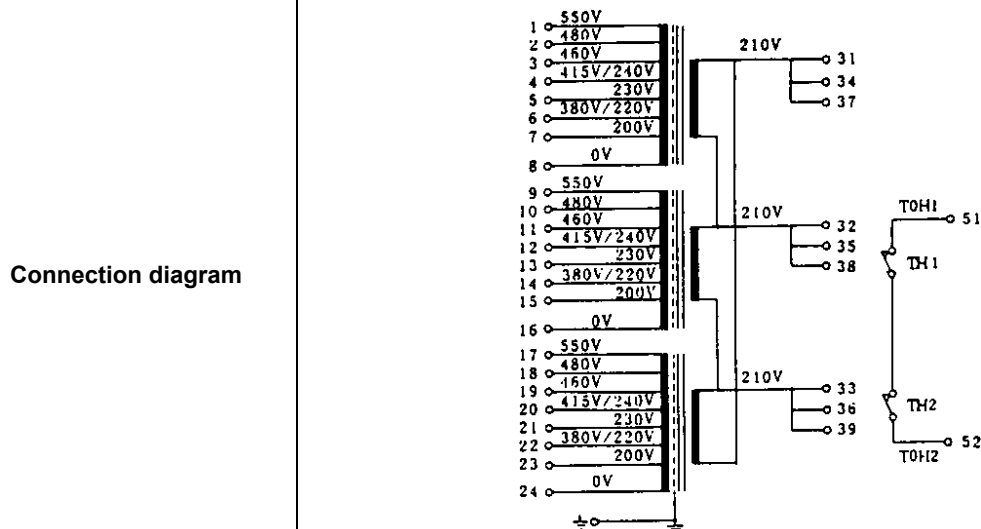 Connection diagram
1 550V
2 480V
3 460V
4 415V/240V
5 230V
6 380V/220V
7 200V
8 0V
210V 31
34
37
9 550V
10 480V
11 460V
12 415V/240V
13 230V
14 380V/220V
15 200V
16 0V
210V 32
35
38
17 550V
18 480V
19 460V
20 415V/240V
21 230V
22 380V/220V
23 200V
24 0V
210V 33
36
39
TOH1 51
TH1
TH2
52
TOH2